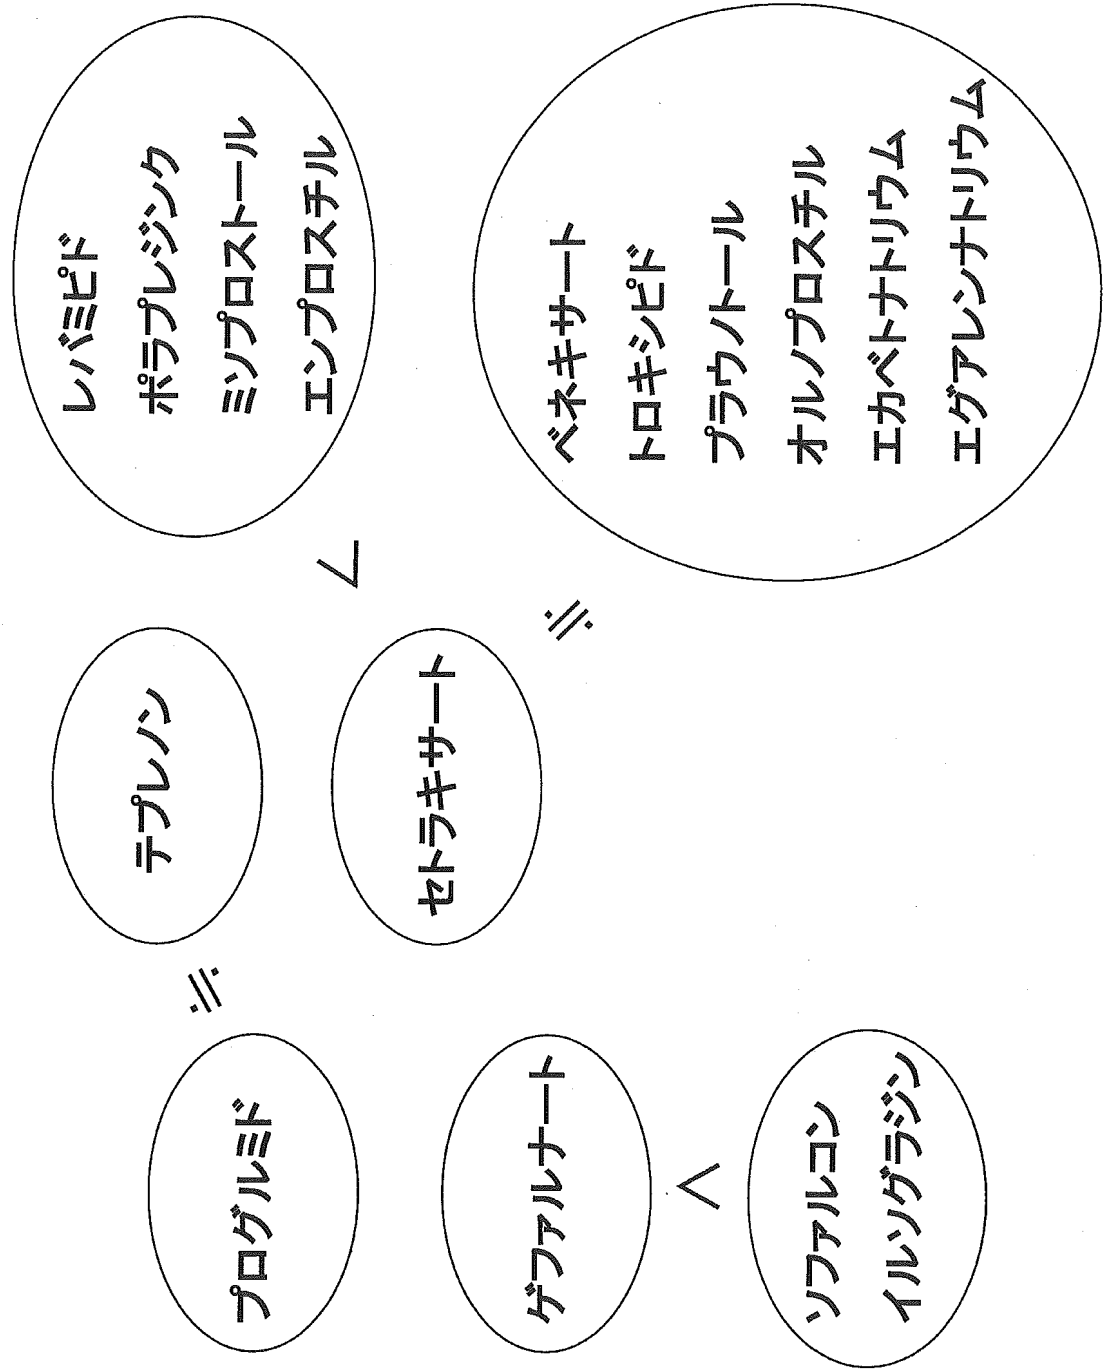 プログルミド
ゲファルナート
∧
ソファルコン
イルソグラジン
≒
テプレノン
セトラキサート
<
≒
レバミピド
ポラプレジンク
ミソプロストール
エンプロスチル
ベネキサート
トロキシピド
プラウノトール
オルノプロスチル
エカベトナトリウム
エグアレンナトリウム